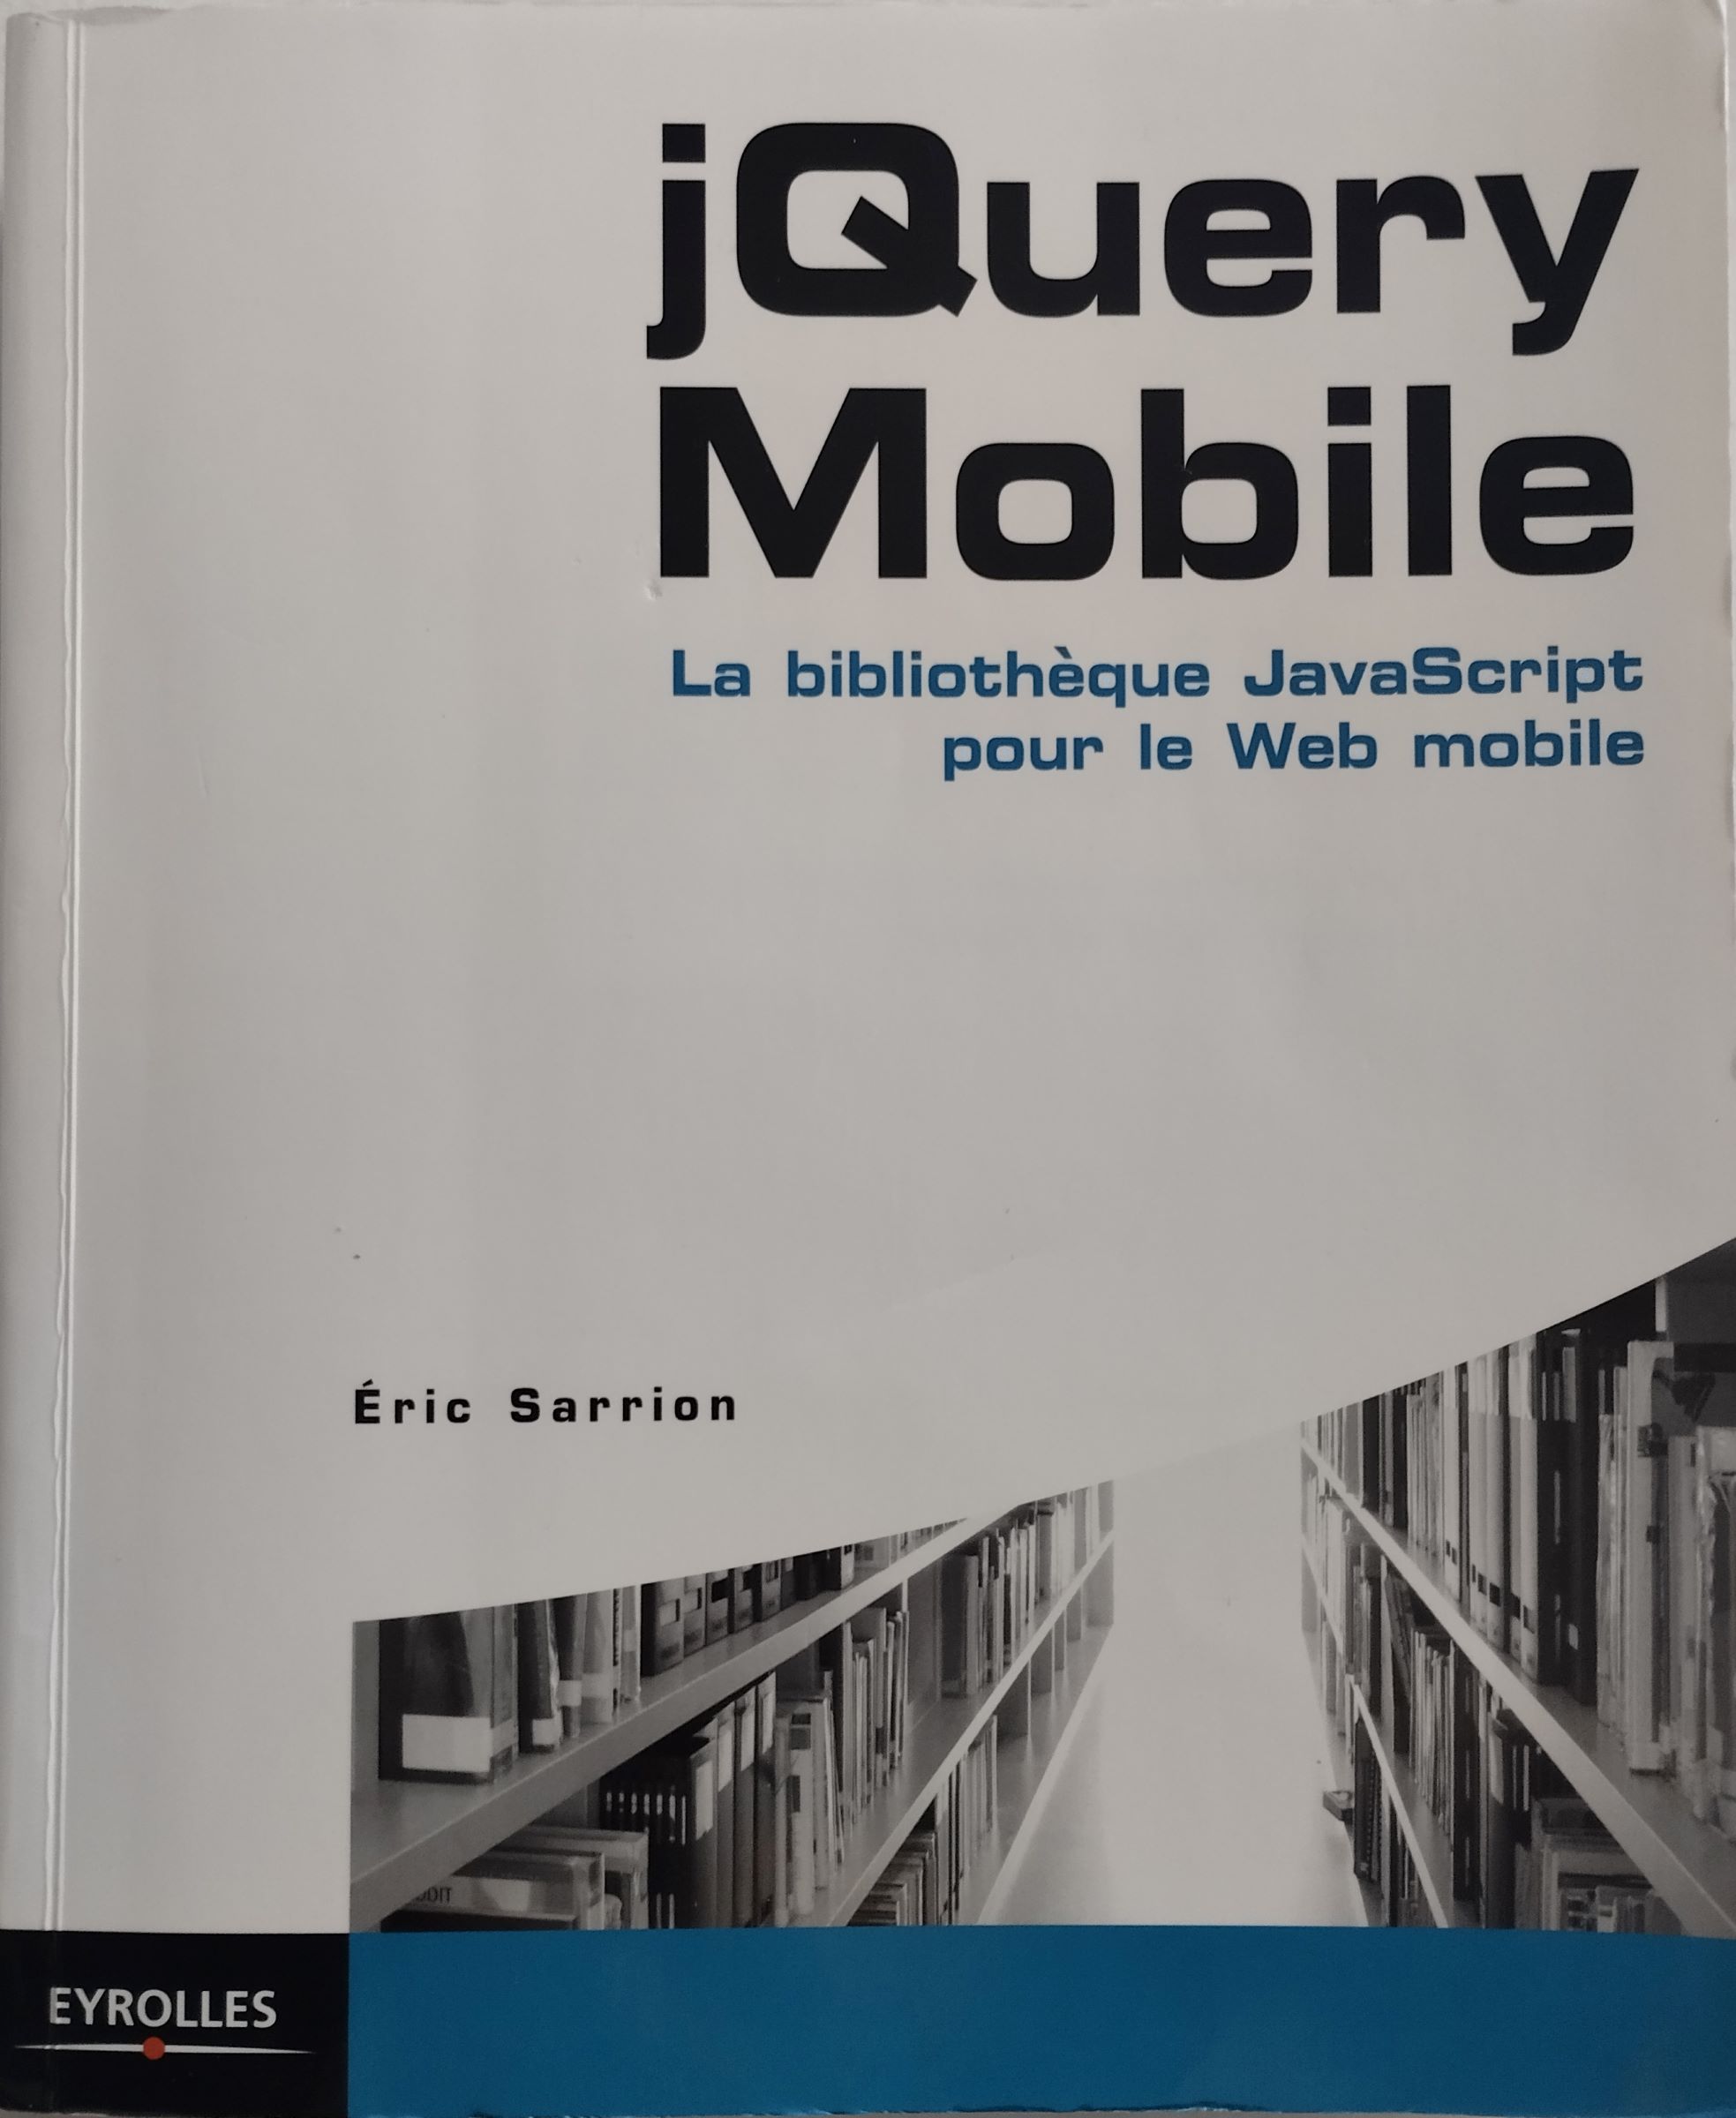 jQuery
Mobile
La bibliothèque JavaScript
pour le Web mobile
Éric Sarrion
EYROLLES